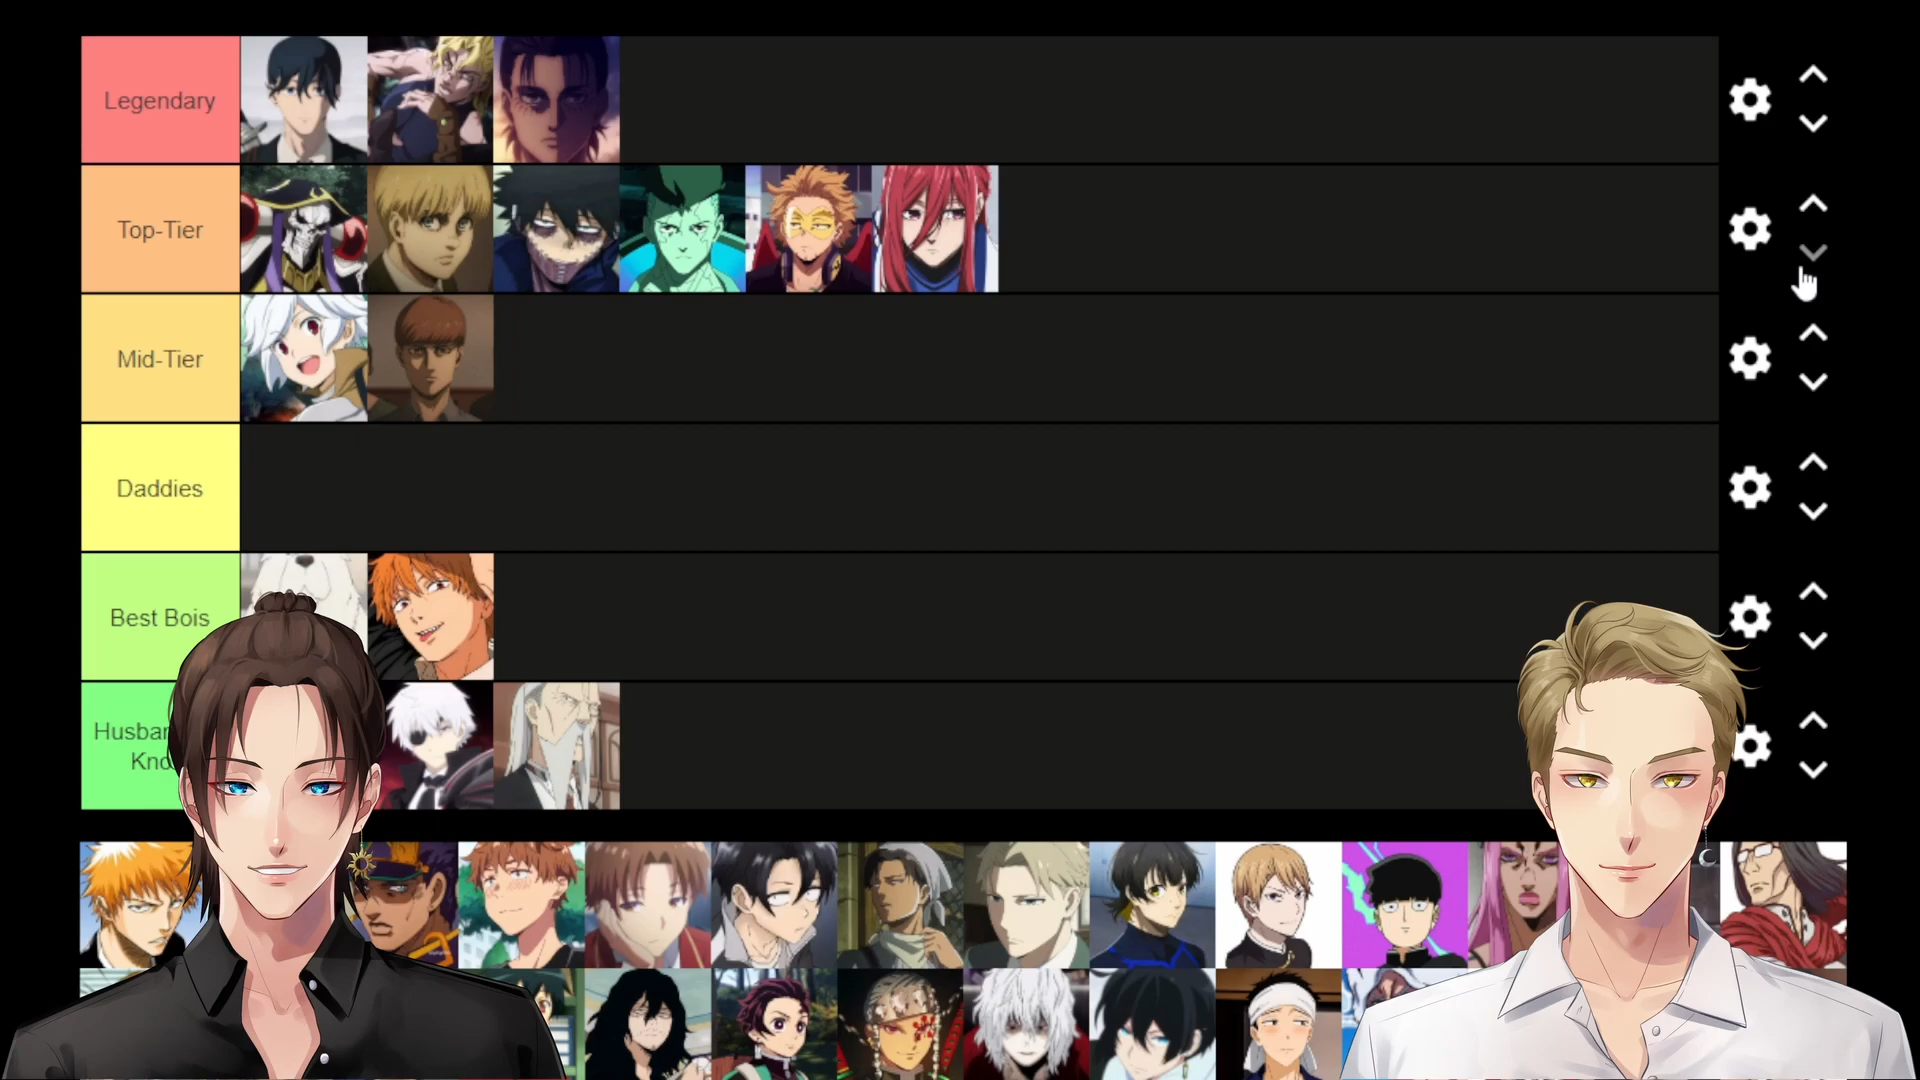 Legendary
Top-Tier
Mid-Tier
Daddies
Best Bois